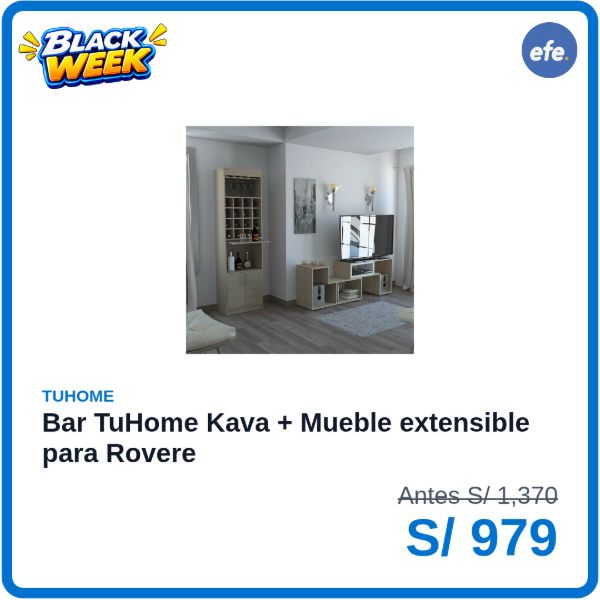 BLACK
WEEK
efe.
TUHOME
Bar TuHome Kava + Mueble extensible
para Rovere
Antes S/ 1,370
S/ 979